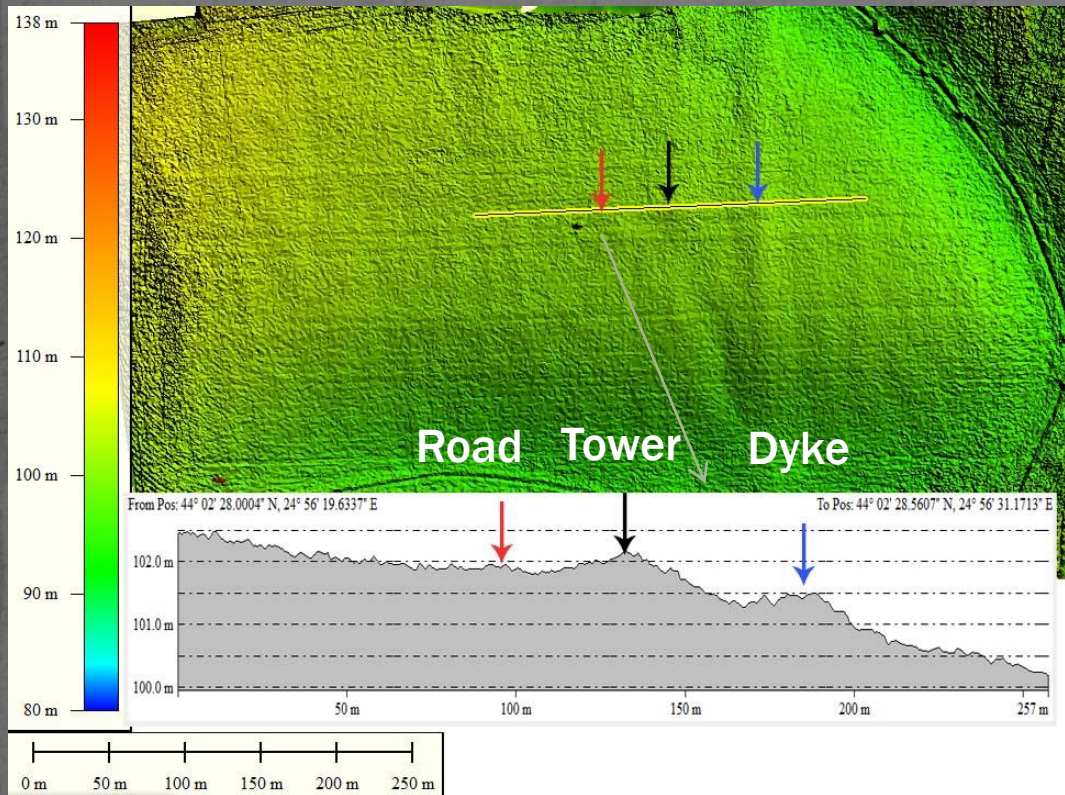 138 m
130 m
120 m
110 m
100 m
90 m
80 m
Road Tower Dyke
From Pos: 44° 02' 28.0004" N, 24° 56' 19.6337" E To Pos: 44° 02' 28.5607" N, 24° 56' 31.1713" E
102.0 m
101.0 m
100.0 m
50 m 100 m 150 m 200 m 257 m
0 m 50 m 100 m 150 m 200 m 250 m